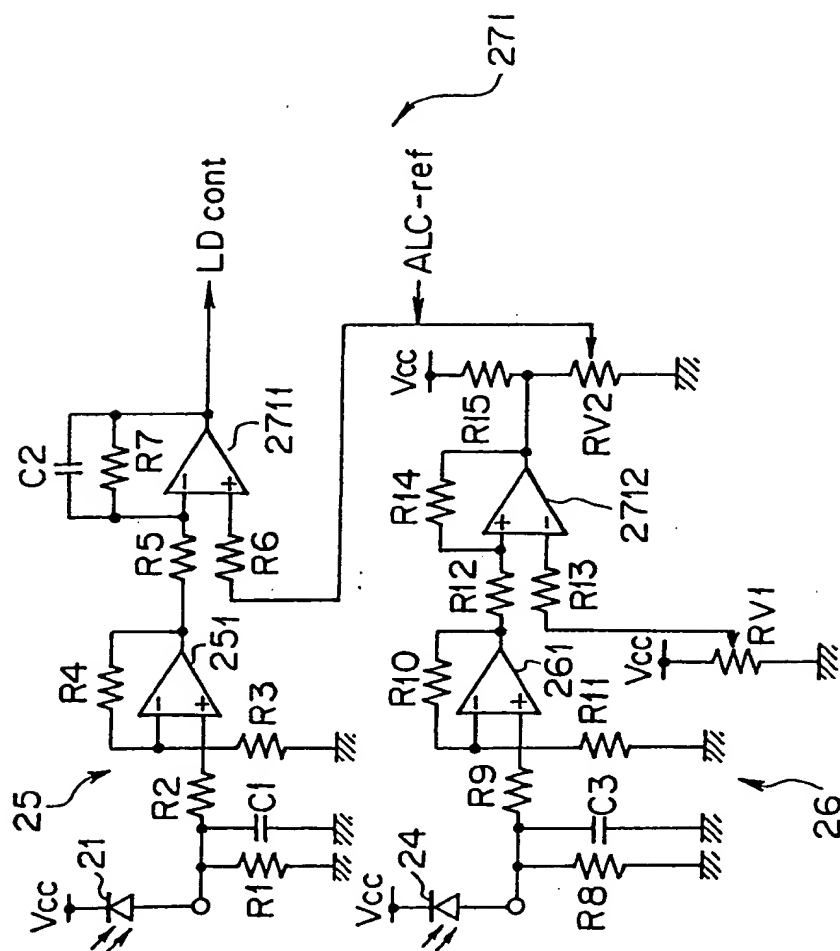 271
C2
R7
LD cont
2711
R5
R6
R4
251
25
R3
R2
Vcc
21
C1
R1
ALC-ref
Vcc
R15
R14
RV2
2712
R12
R13
R10
261
Vcc
RV1
R11
R9
Vcc
24
C3
R8
26
- + - + + - - +